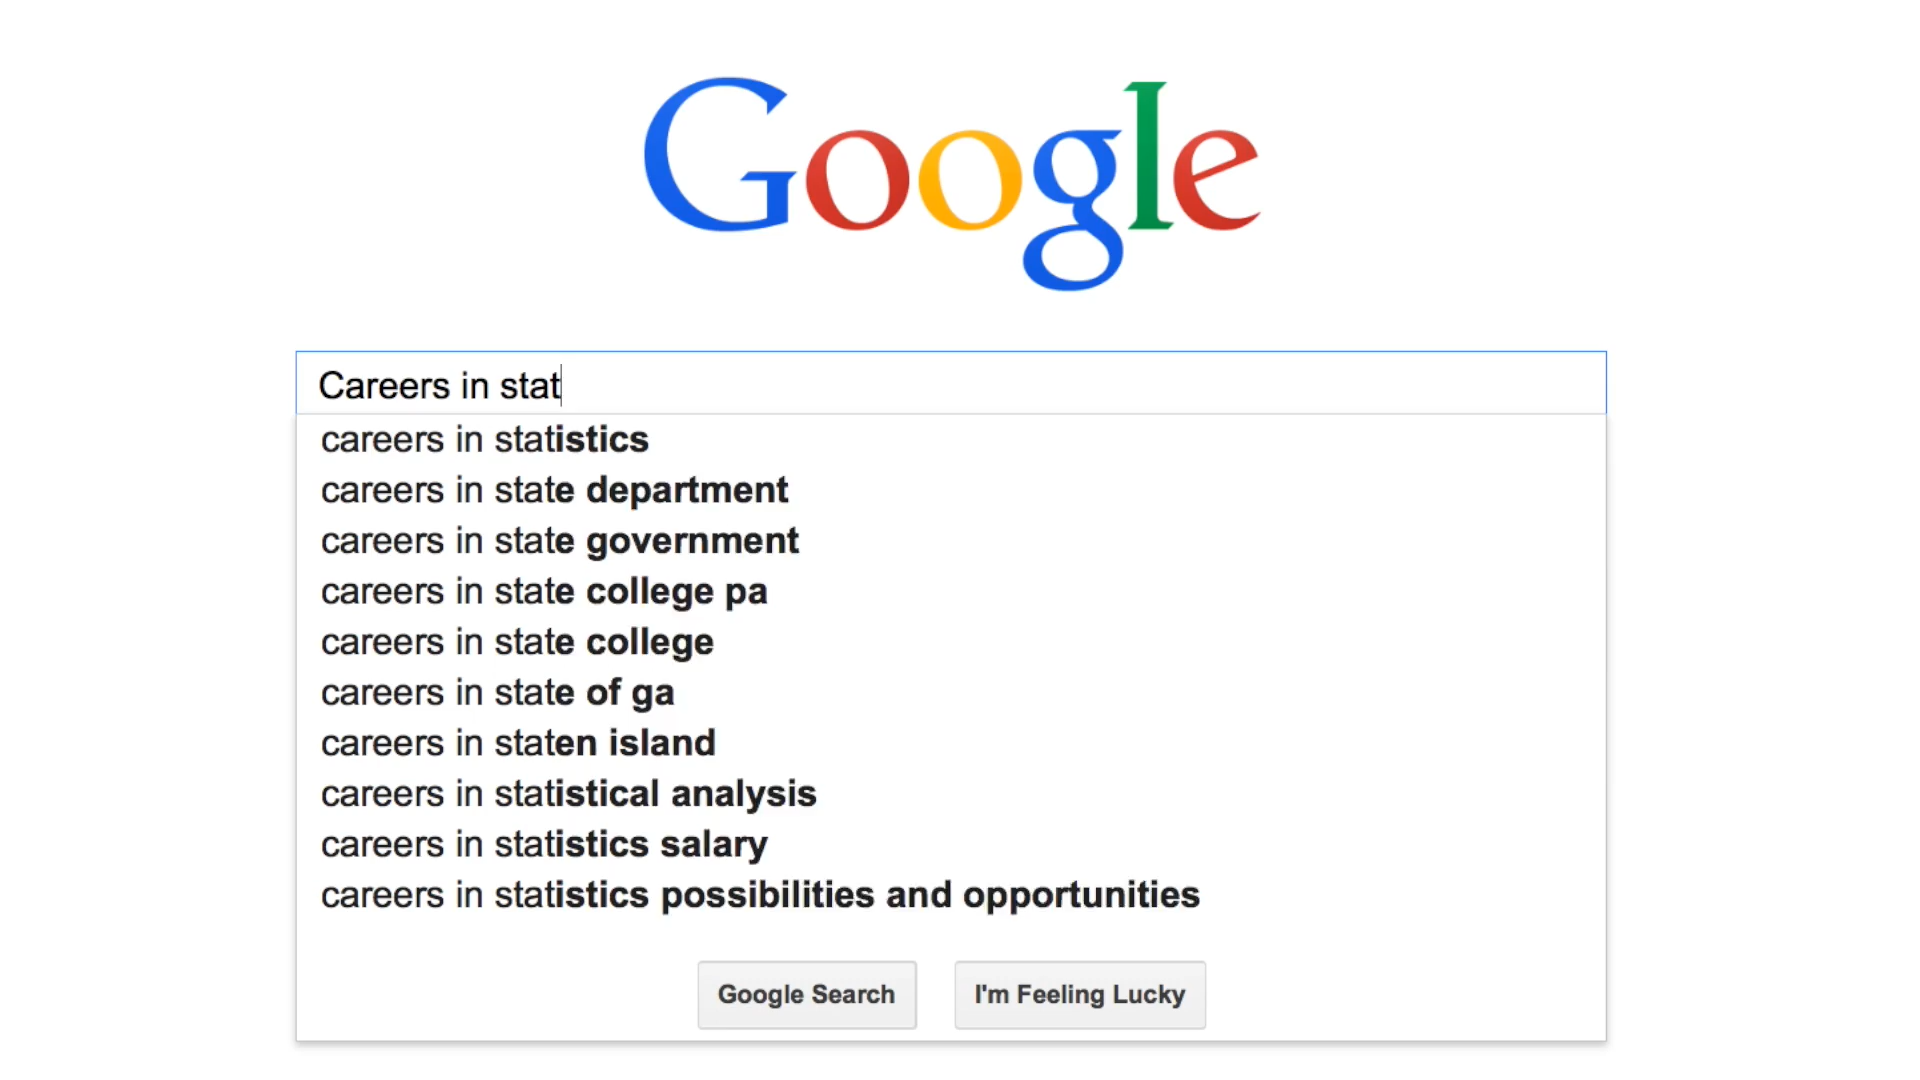 Google
Careers in stat
careers in statistics
careers in state department
careers in state government
careers in state college pa
careers in state college
careers in state of ga
careers in staten island
careers in statistical analysis
careers in statistics salary
careers in statistics possibilities and opportunities
Google Search
I'm Feeling Lucky